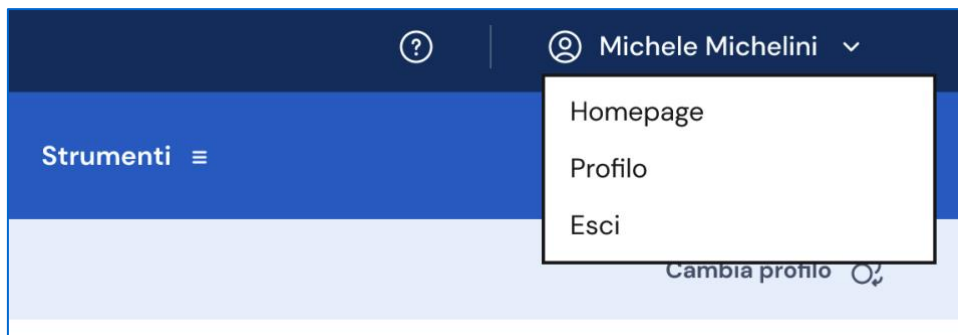 Michele Michelini
Homepage
Strumenti
Profilo
Esci
Cambia profilo